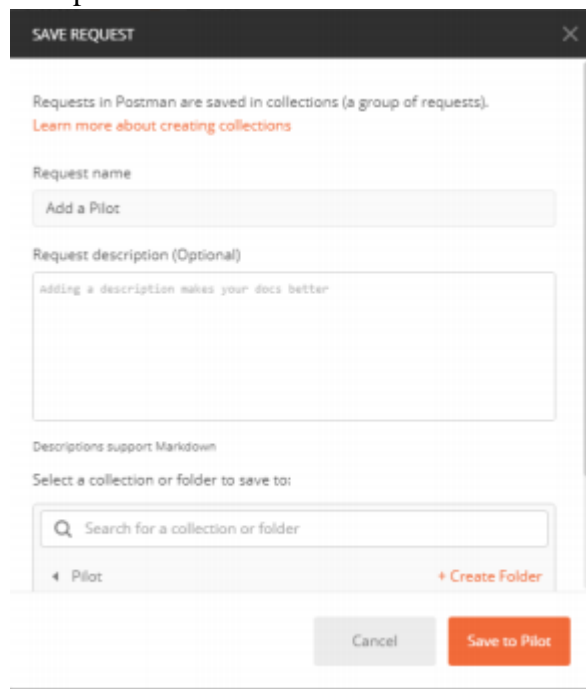 SAVE REQUEST
Requests in Postman are saved in collections (a group of requests).
Learn more about creating collections
Request name
Add a Pilot
Request description (Optional)
Adding a description makes your docs better
Descriptions support Markdown
Select a collection or folder to save to:
Search for a collection or folder
Pilot + Create Folder
Cancel Save to Pilot